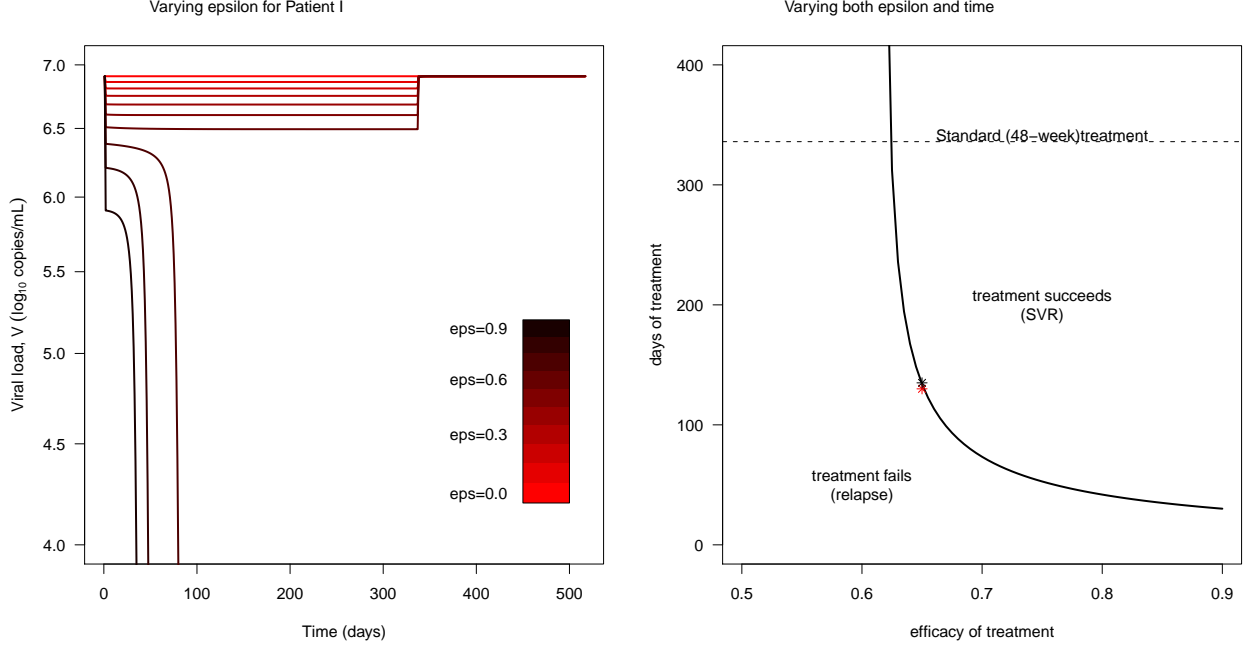 Varying epsilon for Patient I
7.0
6.5
6.0
5.5
5.0
4.5
4.0
Viral load, V (log₁₀ copies/mL)
eps=0.9
eps=0.6
eps=0.3
eps=0.0
0 100 200 300 400 500
Time (days)
Varying both epsilon and time
400
300
200
100
0
days of treatment
Standard (48−week)treatment
treatment succeeds
(SVR)
treatment fails
(relapse)
0.5 0.6 0.7 0.8 0.9
efficacy of treatment